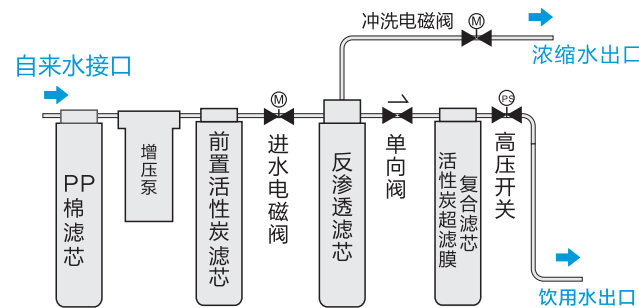 冲洗电磁阀
M
浓缩水出口
自来水接口
PP棉滤芯
增压泵
前置活性炭滤芯
M
进水电磁阀
反渗透滤芯
单向阀
活性炭超滤膜
复合滤芯
PS
高压开关
饮用水出口